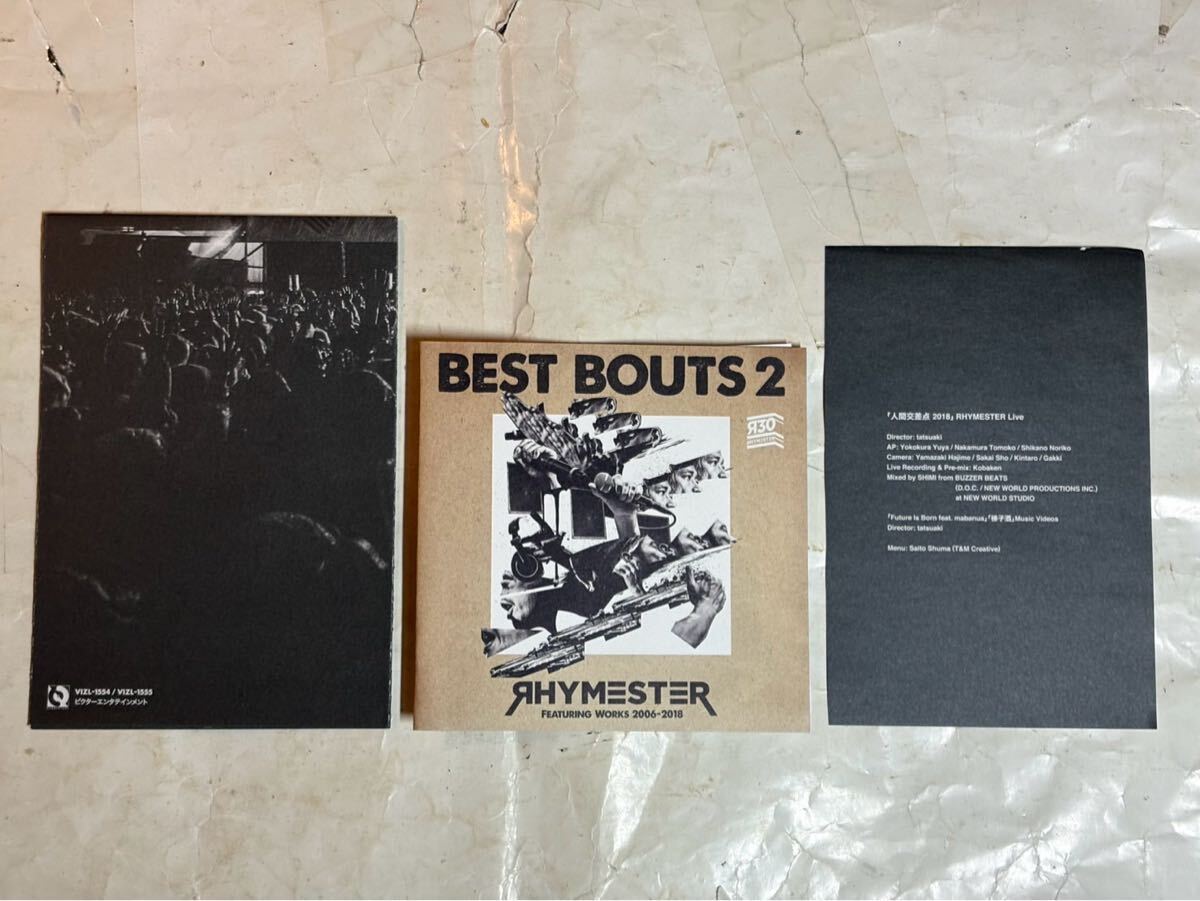 VIZL-1554 / VIZL-1555
ビクターエンタテインメント
BEST BOUTS 2
R30
RHYMESTER
RHYMESTER
FEATURING WORKS 2006-2018
「人間交差点 2018」 RHYMESTER Live
Director: tatsuaki
AP: Yokokura Yuya / Nakamura Tomoko / Shikano Noriko
Camera: Yamazaki Hajime / Sakai Sho / Kintaro / Gakki
Live Recording & Pre-mix: Kobaken
Mixed by SHIMI from BUZZER BEATS
(D.O.C. / NEW WORLD PRODUCTIONS INC.)
at NEW WORLD STUDIO
「Future Is Born feat. mabanua」「梯子酒」Music Videos
Director: tatsuaki
Menu: Saito Shuma (T&M Creative)